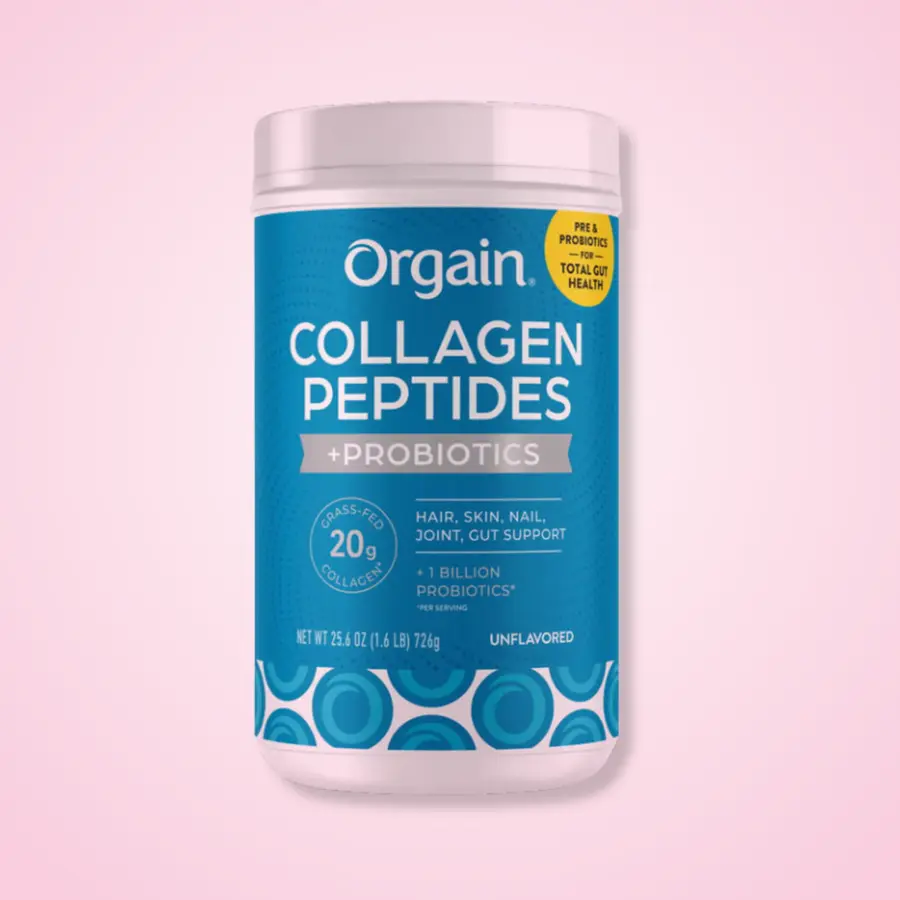 Orgain®
PRE &
PROBIOTICS
— FOR —
TOTAL GUT
HEALTH
COLLAGEN
PEPTIDES
+PROBIOTICS
GRASS-FED
20g
COLLAGEN*
HAIR, SKIN, NAIL,
JOINT, GUT SUPPORT
+ 1 BILLION
PROBIOTICS*
*PER SERVING
NET WT 25.6 OZ (1.6 LB) 726g
UNFLAVORED